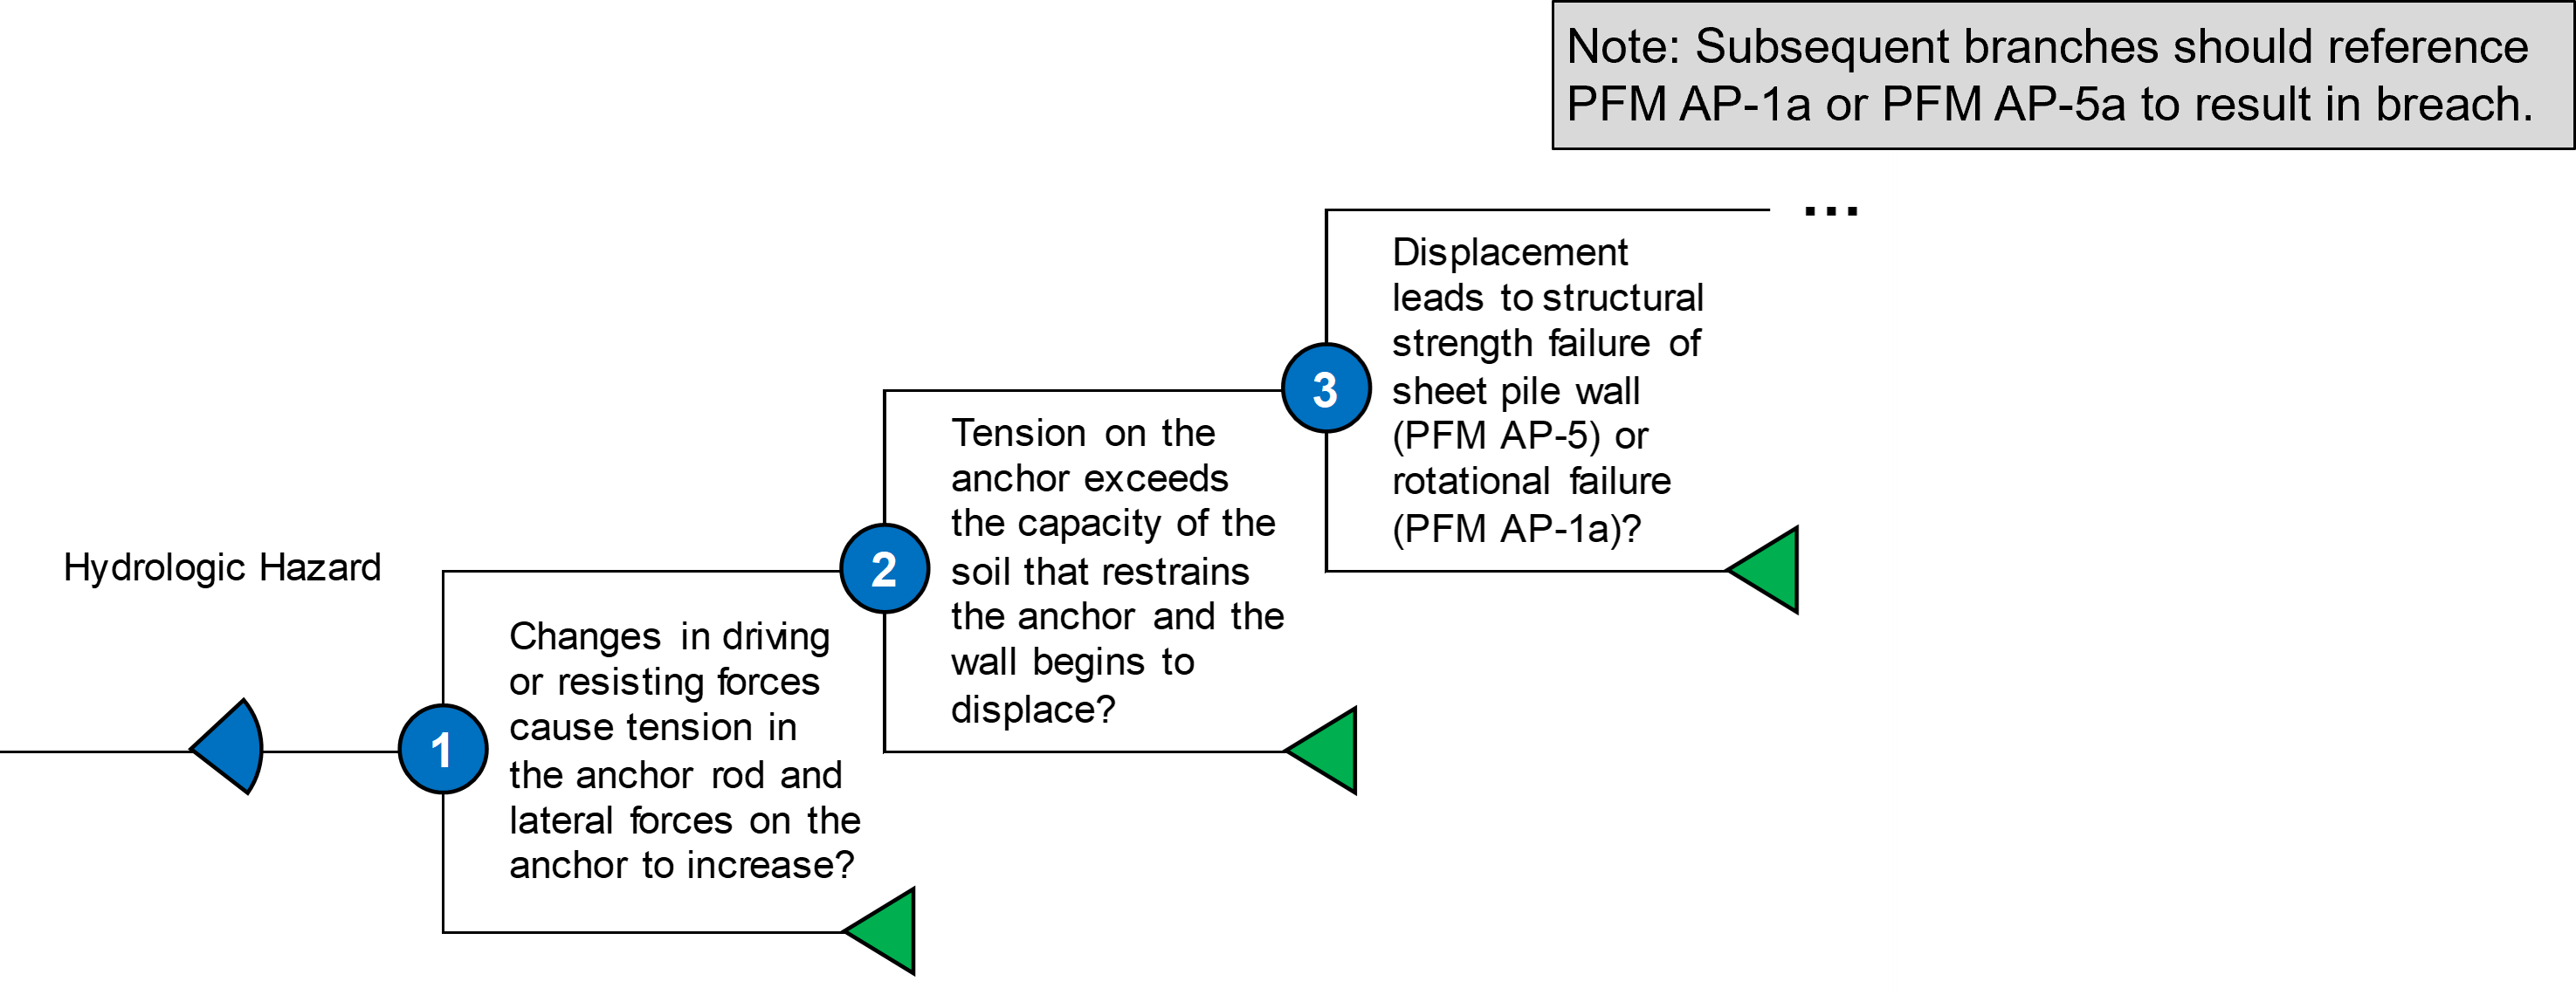 Note: Subsequent branches should reference
PFM AP-1a or PFM AP-5a to result in breach.
...
Displacement
leads to structural
strength failure of
sheet pile wall
(PFM AP-5) or
rotational failure
(PFM AP-1a)?
3
Tension on the
anchor exceeds
the capacity of the
soil that restrains
the anchor and the
wall begins to
displace?
2
Hydrologic Hazard
Changes in driving
or resisting forces
cause tension in
the anchor rod and
lateral forces on the
anchor to increase?
1